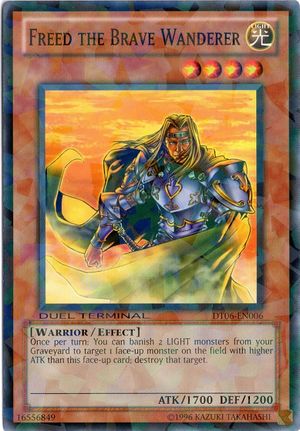 FREED THE BRAVE WANDERER
LIGHT
光
DUEL TERMINAL
DT06-EN006
[WARRIOR / EFFECT]
Once per turn: You can banish 2 LIGHT monsters from your
Graveyard to target 1 face-up monster on the field with higher
ATK than this face-up card; destroy that target.
ATK/1700 DEF/1200
16556849
©1996 KAZUKI TAKAHASHI